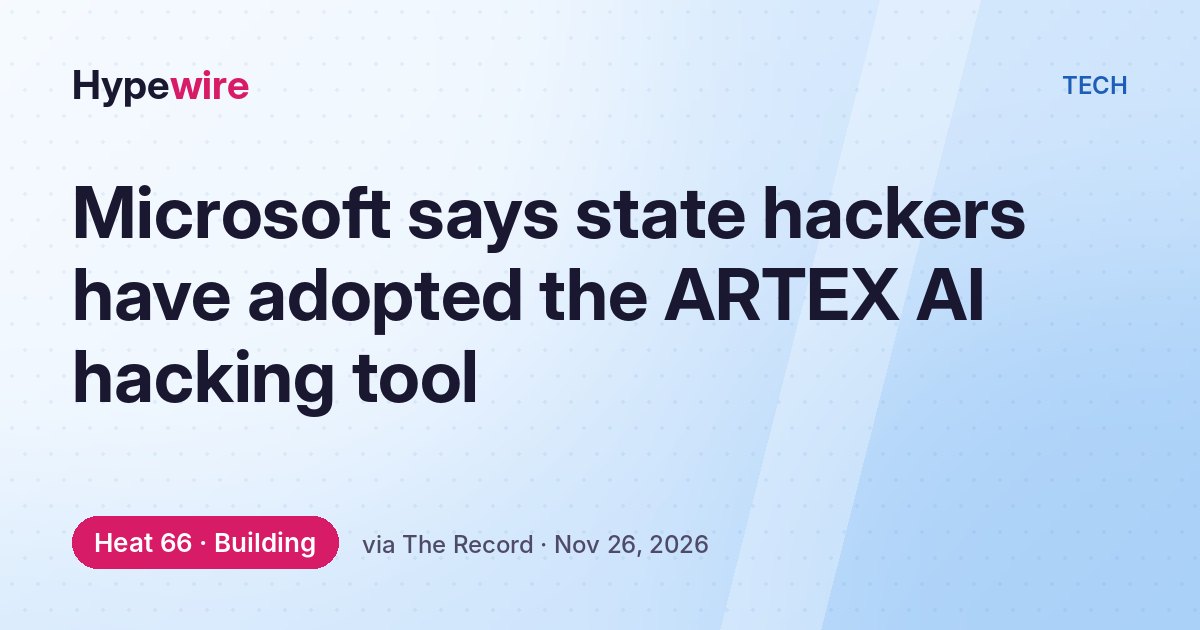 Hypewire
TECH
Microsoft says state hackers
have adopted the ARTEX AI
hacking tool
Heat 66 · Building
via The Record · Nov 26, 2026